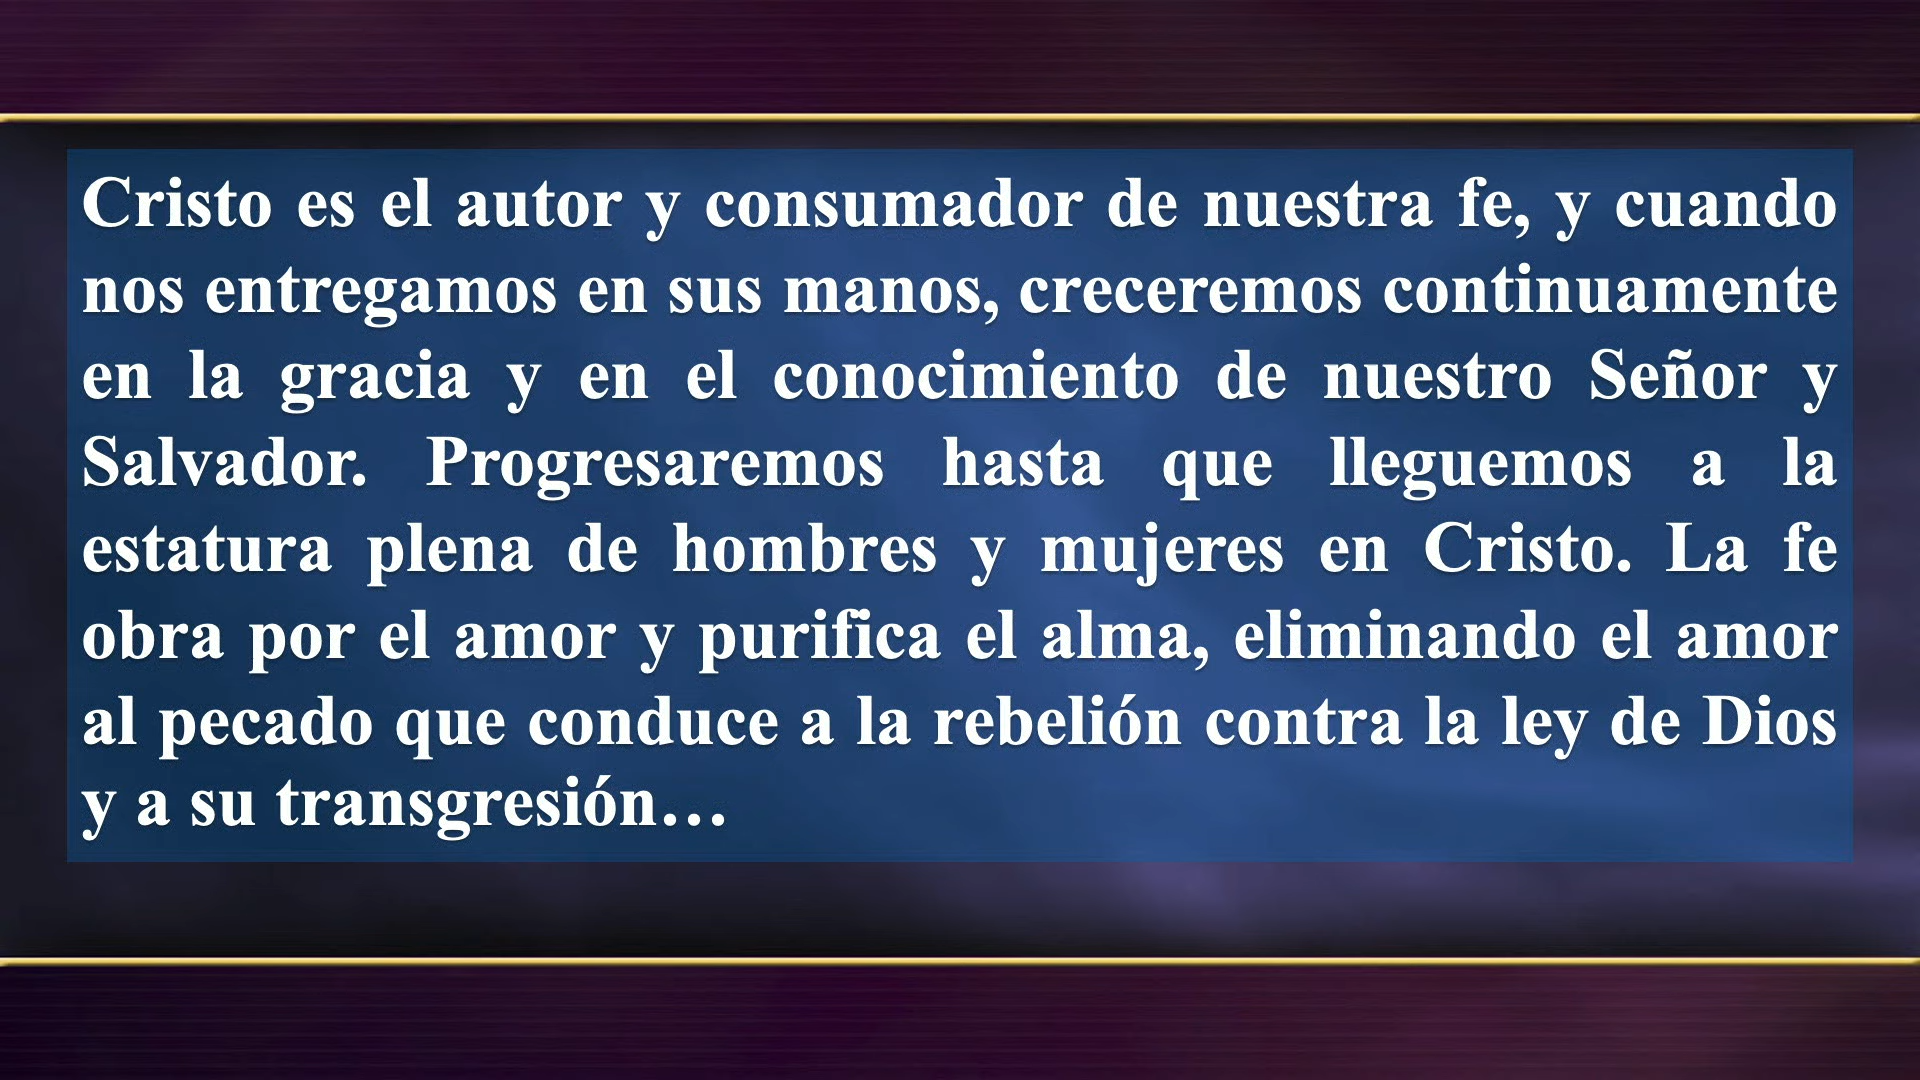 Cristo es el autor y consumador de nuestra fe, y cuando
nos entregamos en sus manos, creceremos continuamente
en la gracia y en el conocimiento de nuestro Señor y
Salvador. Progresaremos hasta que lleguemos a la
estatura plena de hombres y mujeres en Cristo. La fe
obra por el amor y purifica el alma, eliminando el amor
al pecado que conduce a la rebelión contra la ley de Dios
y a su transgresión…